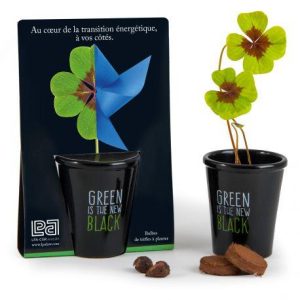 Au cœur de la transition énergétique,
à vos côtés.
GREEN
IS THE NEW
BLACK
Bulbes
de trèfles à planter
GREEN
IS THE NEW
BLACK